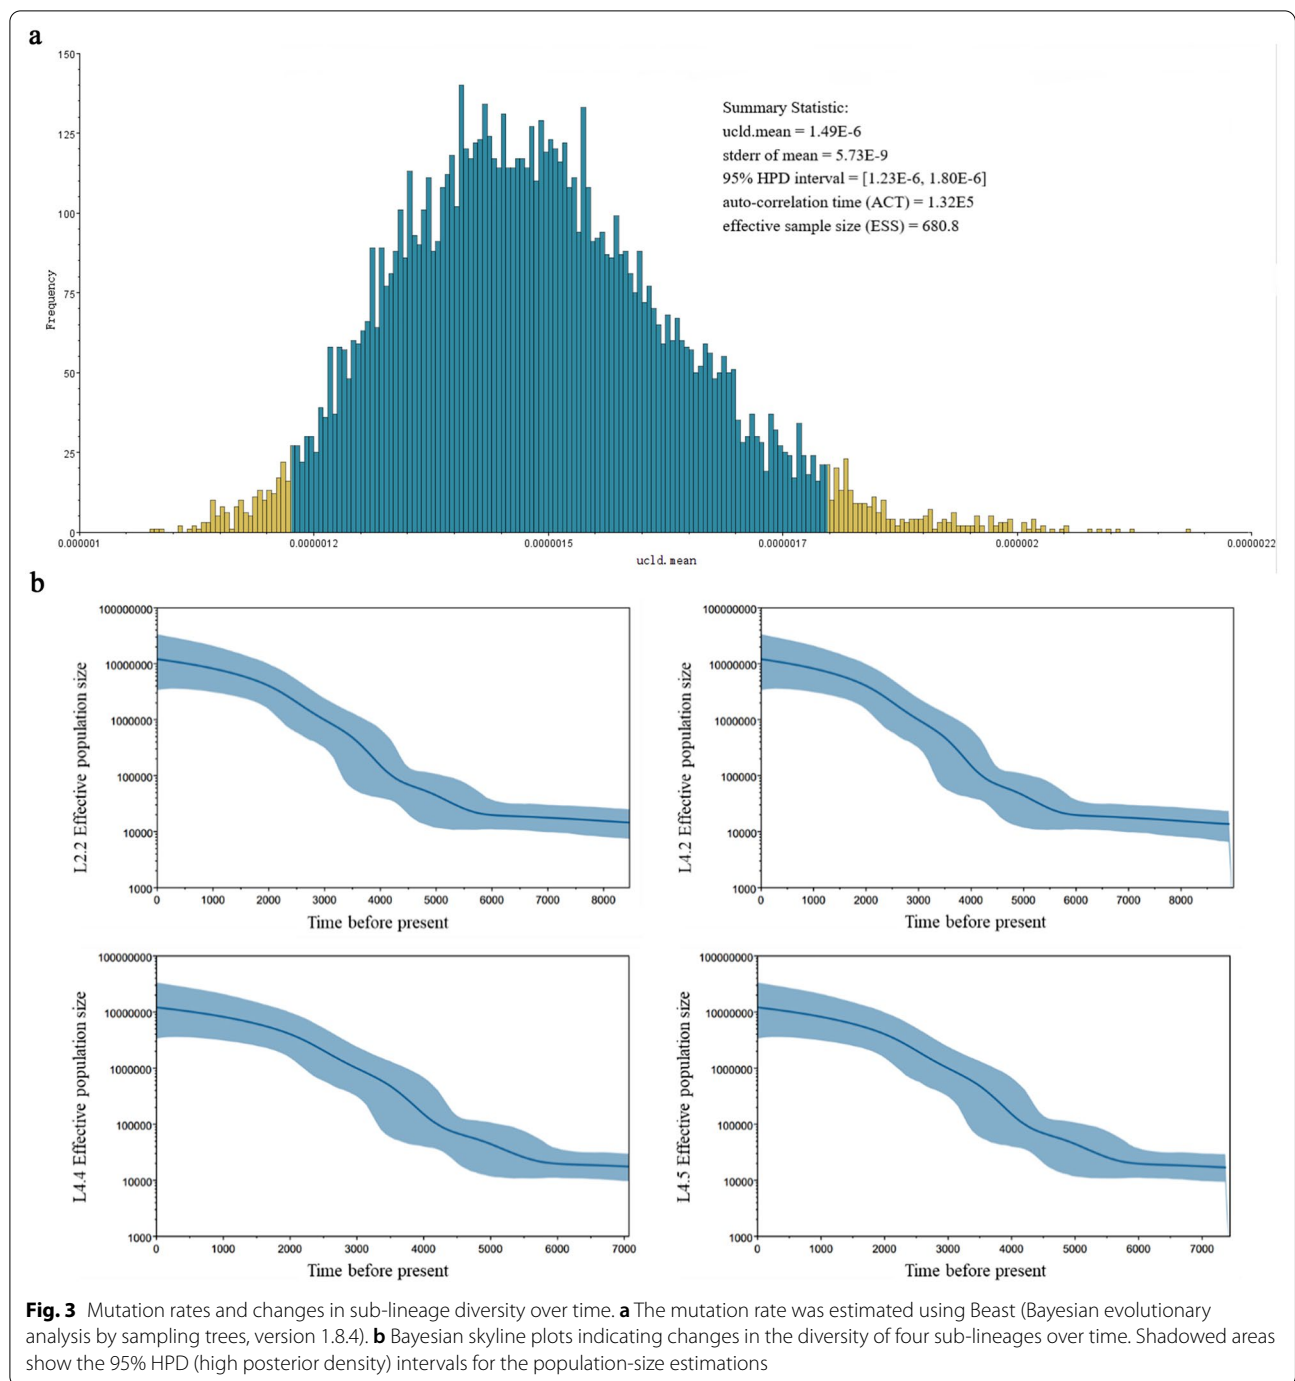 a
150
125
100
75
50
25
0
Frequency
Summary Statistic:
ucld.mean = 1.49E-6
stderr of mean = 5.73E-9
95% HPD interval = [1.23E-6, 1.80E-6]
auto-correlation time (ACT) = 1.32E5
effective sample size (ESS) = 680.8
0.000001 0.0000012 0.0000015 0.0000017 0.000002 0.0000022
ucld.mean
b
100000000
10000000
1000000
100000
10000
1000
L2.2 Effective population size
0 1000 2000 3000 4000 5000 6000 7000 8000
Time before present
100000000
10000000
1000000
100000
10000
1000
L4.2 Effective population size
0 1000 2000 3000 4000 5000 6000 7000 8000
Time before present
100000000
10000000
1000000
100000
10000
1000
L4.4 Effective population size
0 1000 2000 3000 4000 5000 6000 7000
Time before present
100000000
10000000
1000000
100000
10000
1000
L4.5 Effective population size
0 1000 2000 3000 4000 5000 6000 7000
Time before present
Fig. 3 Mutation rates and changes in sub-lineage diversity over time. a The mutation rate was estimated using Beast (Bayesian evolutionary
analysis by sampling trees, version 1.8.4). b Bayesian skyline plots indicating changes in the diversity of four sub-lineages over time. Shadowed areas
show the 95% HPD (high posterior density) intervals for the population-size estimations